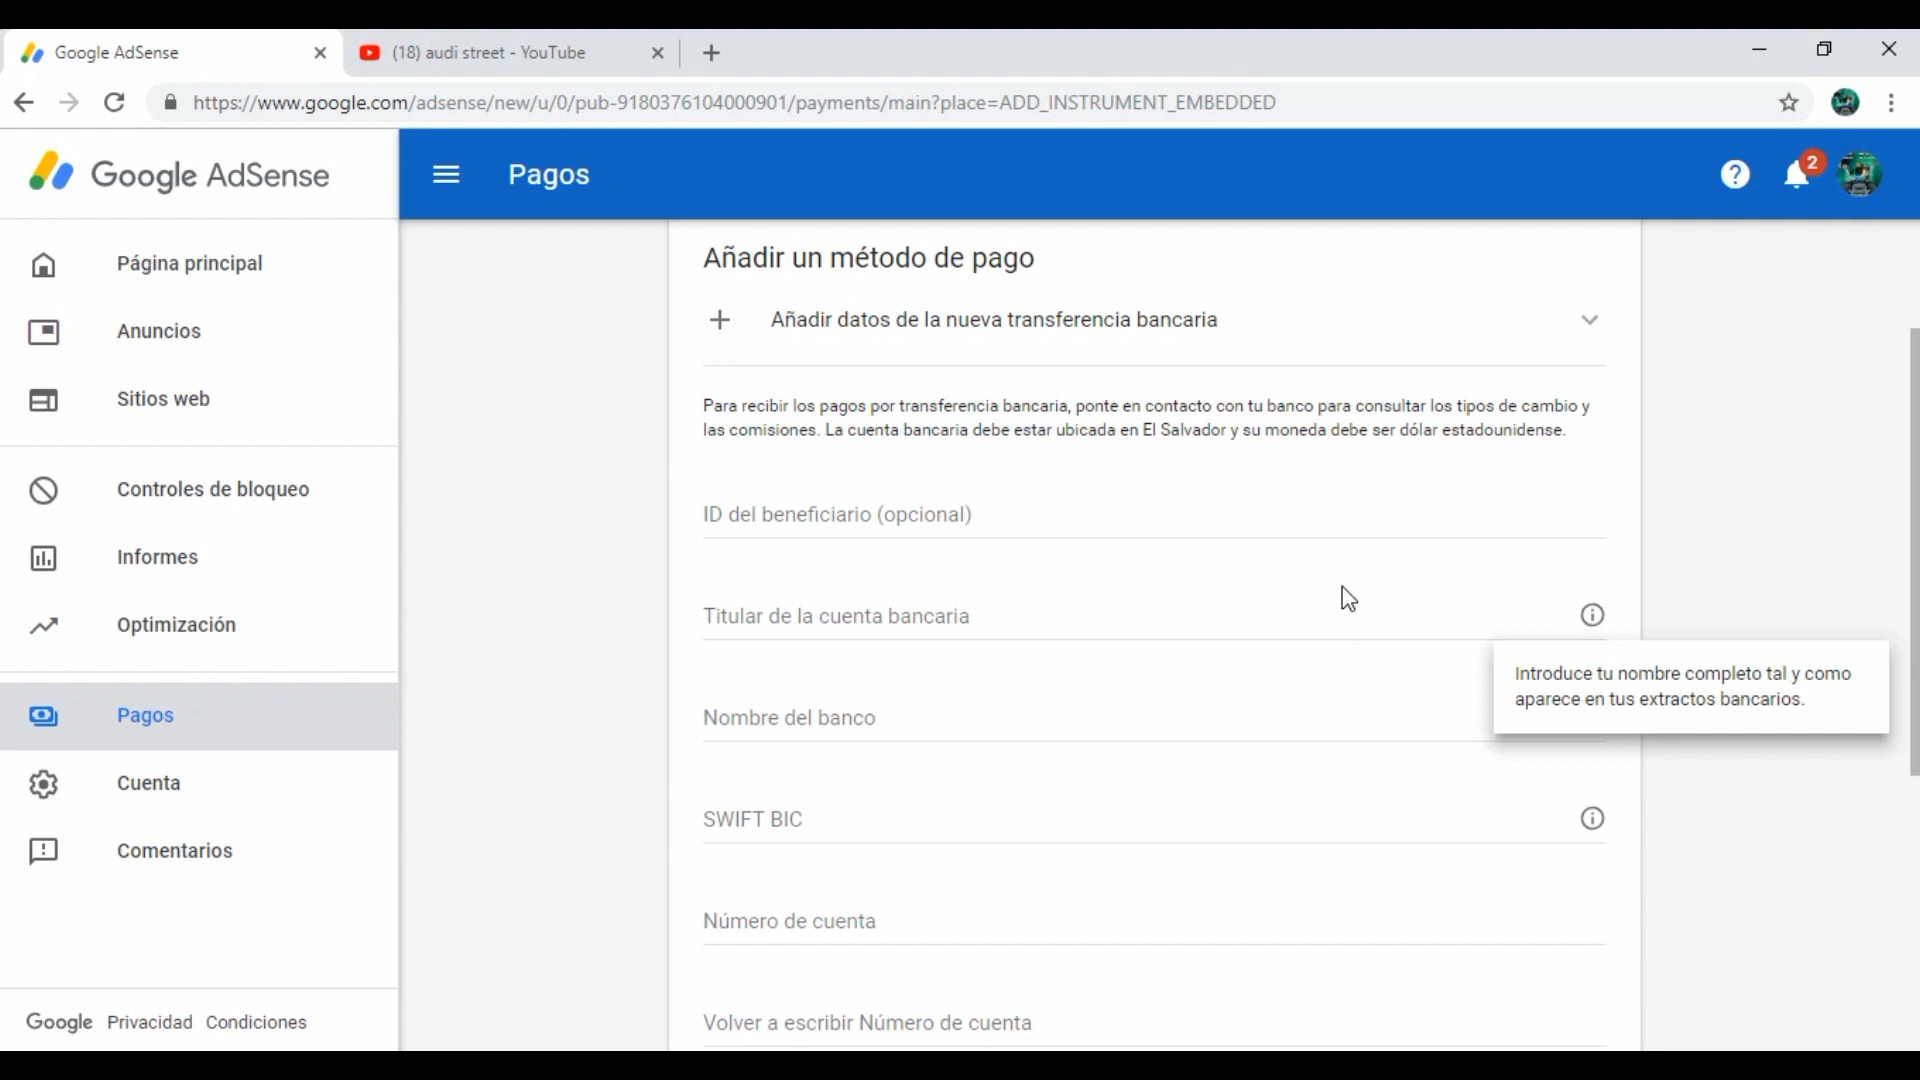 Google AdSense
(18) audi street - YouTube
https://www.google.com/adsense/new/u/0/pub-9180376104000901/payments/main?place=ADD_INSTRUMENT_EMBEDDED
Google AdSense
Pagos
2
Página principal
Anuncios
Sitios web
Controles de bloqueo
Informes
Optimización
Pagos
Cuenta
Comentarios
Google Privacidad Condiciones
Añadir un método de pago
Añadir datos de la nueva transferencia bancaria
Para recibir los pagos por transferencia bancaria, ponte en contacto con tu banco para consultar los tipos de cambio y
las comisiones. La cuenta bancaria debe estar ubicada en El Salvador y su moneda debe ser dólar estadounidense.
ID del beneficiario (opcional)
Titular de la cuenta bancaria
Introduce tu nombre completo tal y como
aparece en tus extractos bancarios.
Nombre del banco
SWIFT BIC
Número de cuenta
Volver a escribir Número de cuenta